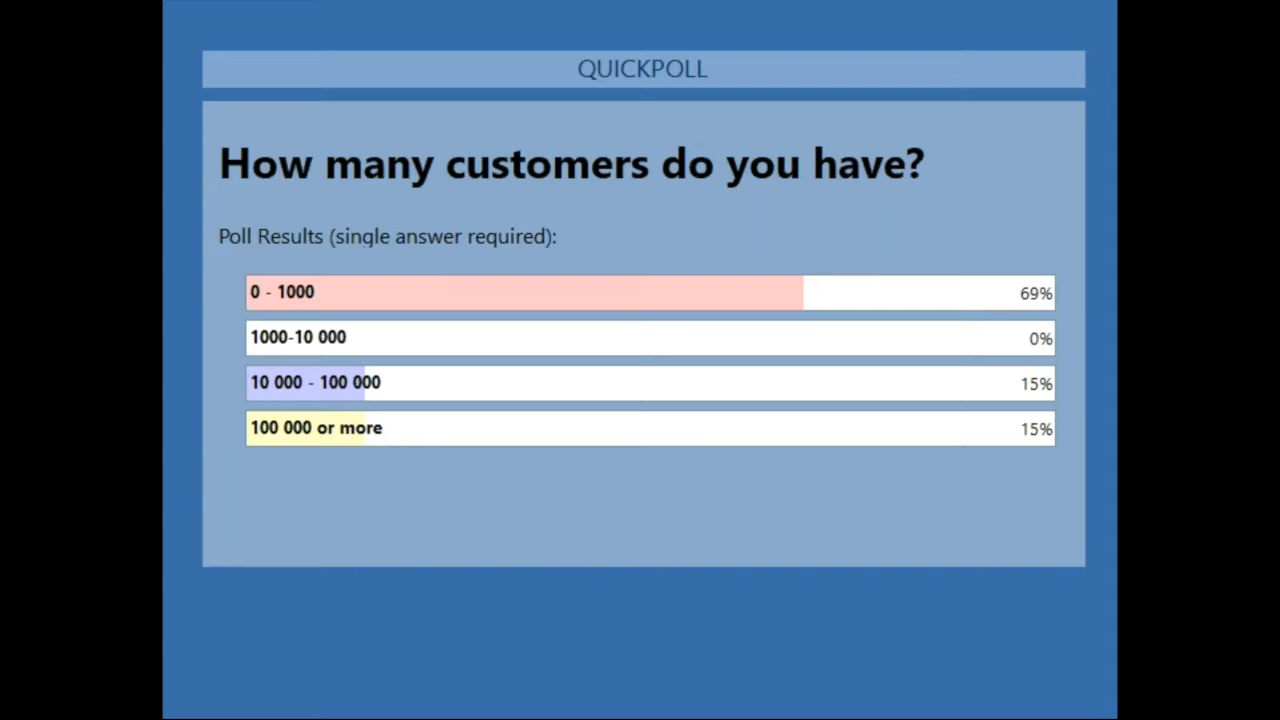 QUICKPOLL
How many customers do you have?
Poll Results (single answer required):
0 - 1000 69%
1000-10 000 0%
10 000 - 100 000 15%
100 000 or more 15%